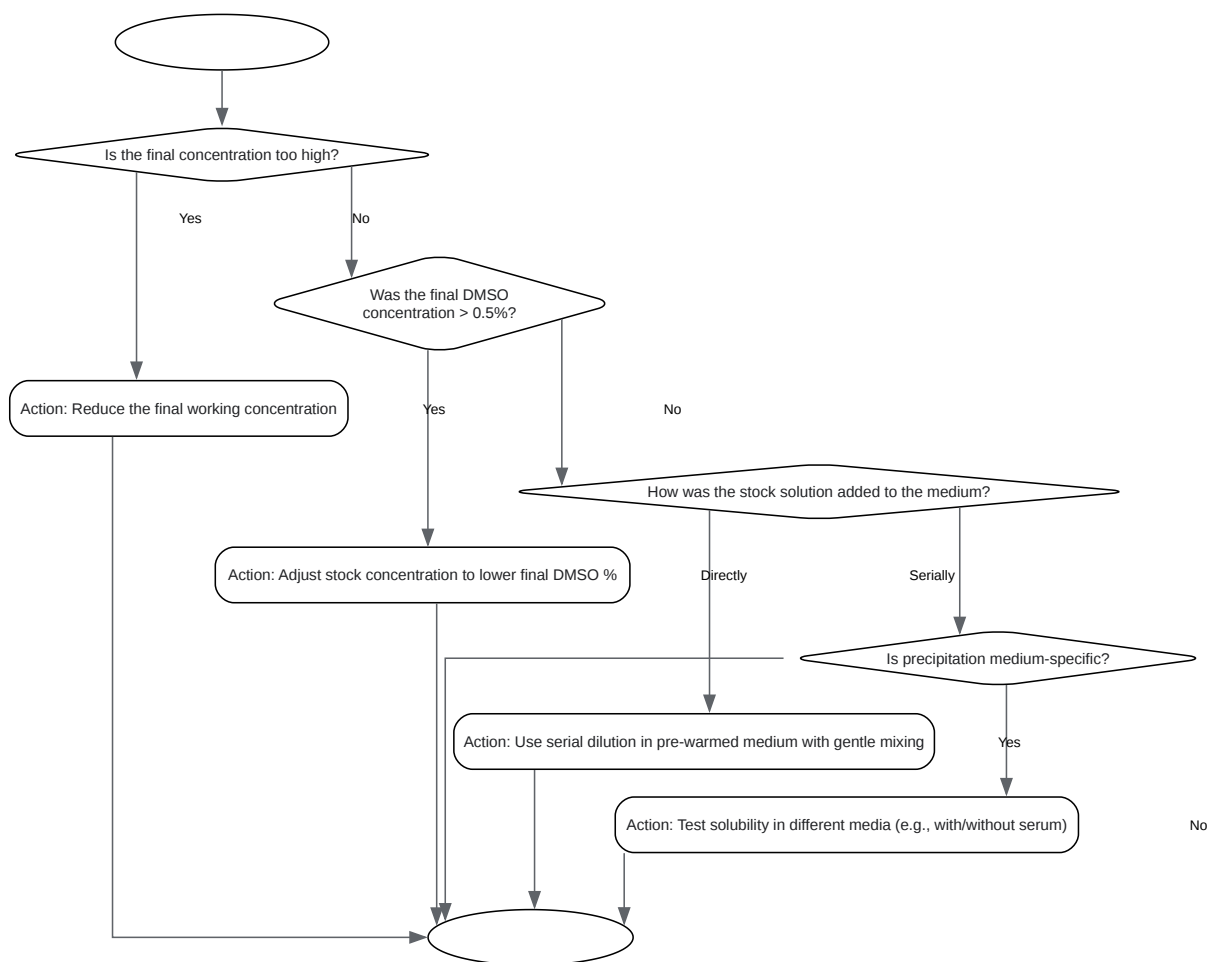 Is the final concentration too high?
Yes
No
Was the final DMSO
concentration > 0.5%?
Action: Reduce the final working concentration
Yes
No
How was the stock solution added to the medium?
Action: Adjust stock concentration to lower final DMSO %
Directly
Serially
Is precipitation medium-specific?
Action: Use serial dilution in pre-warmed medium with gentle mixing
Yes
Action: Test solubility in different media (e.g., with/without serum)
No